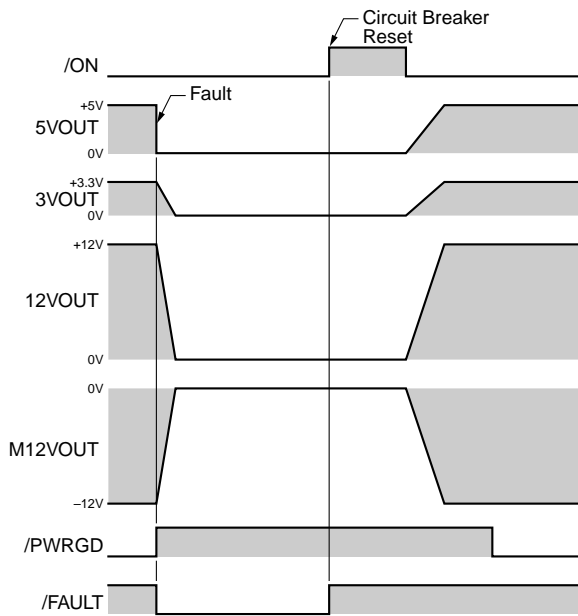 Circuit Breaker
Reset
/ON
Fault
+5V
5VOUT
0V
+3.3V
3VOUT
0V
+12V
12VOUT
0V
0V
M12VOUT
–12V
/PWRGD
/FAULT